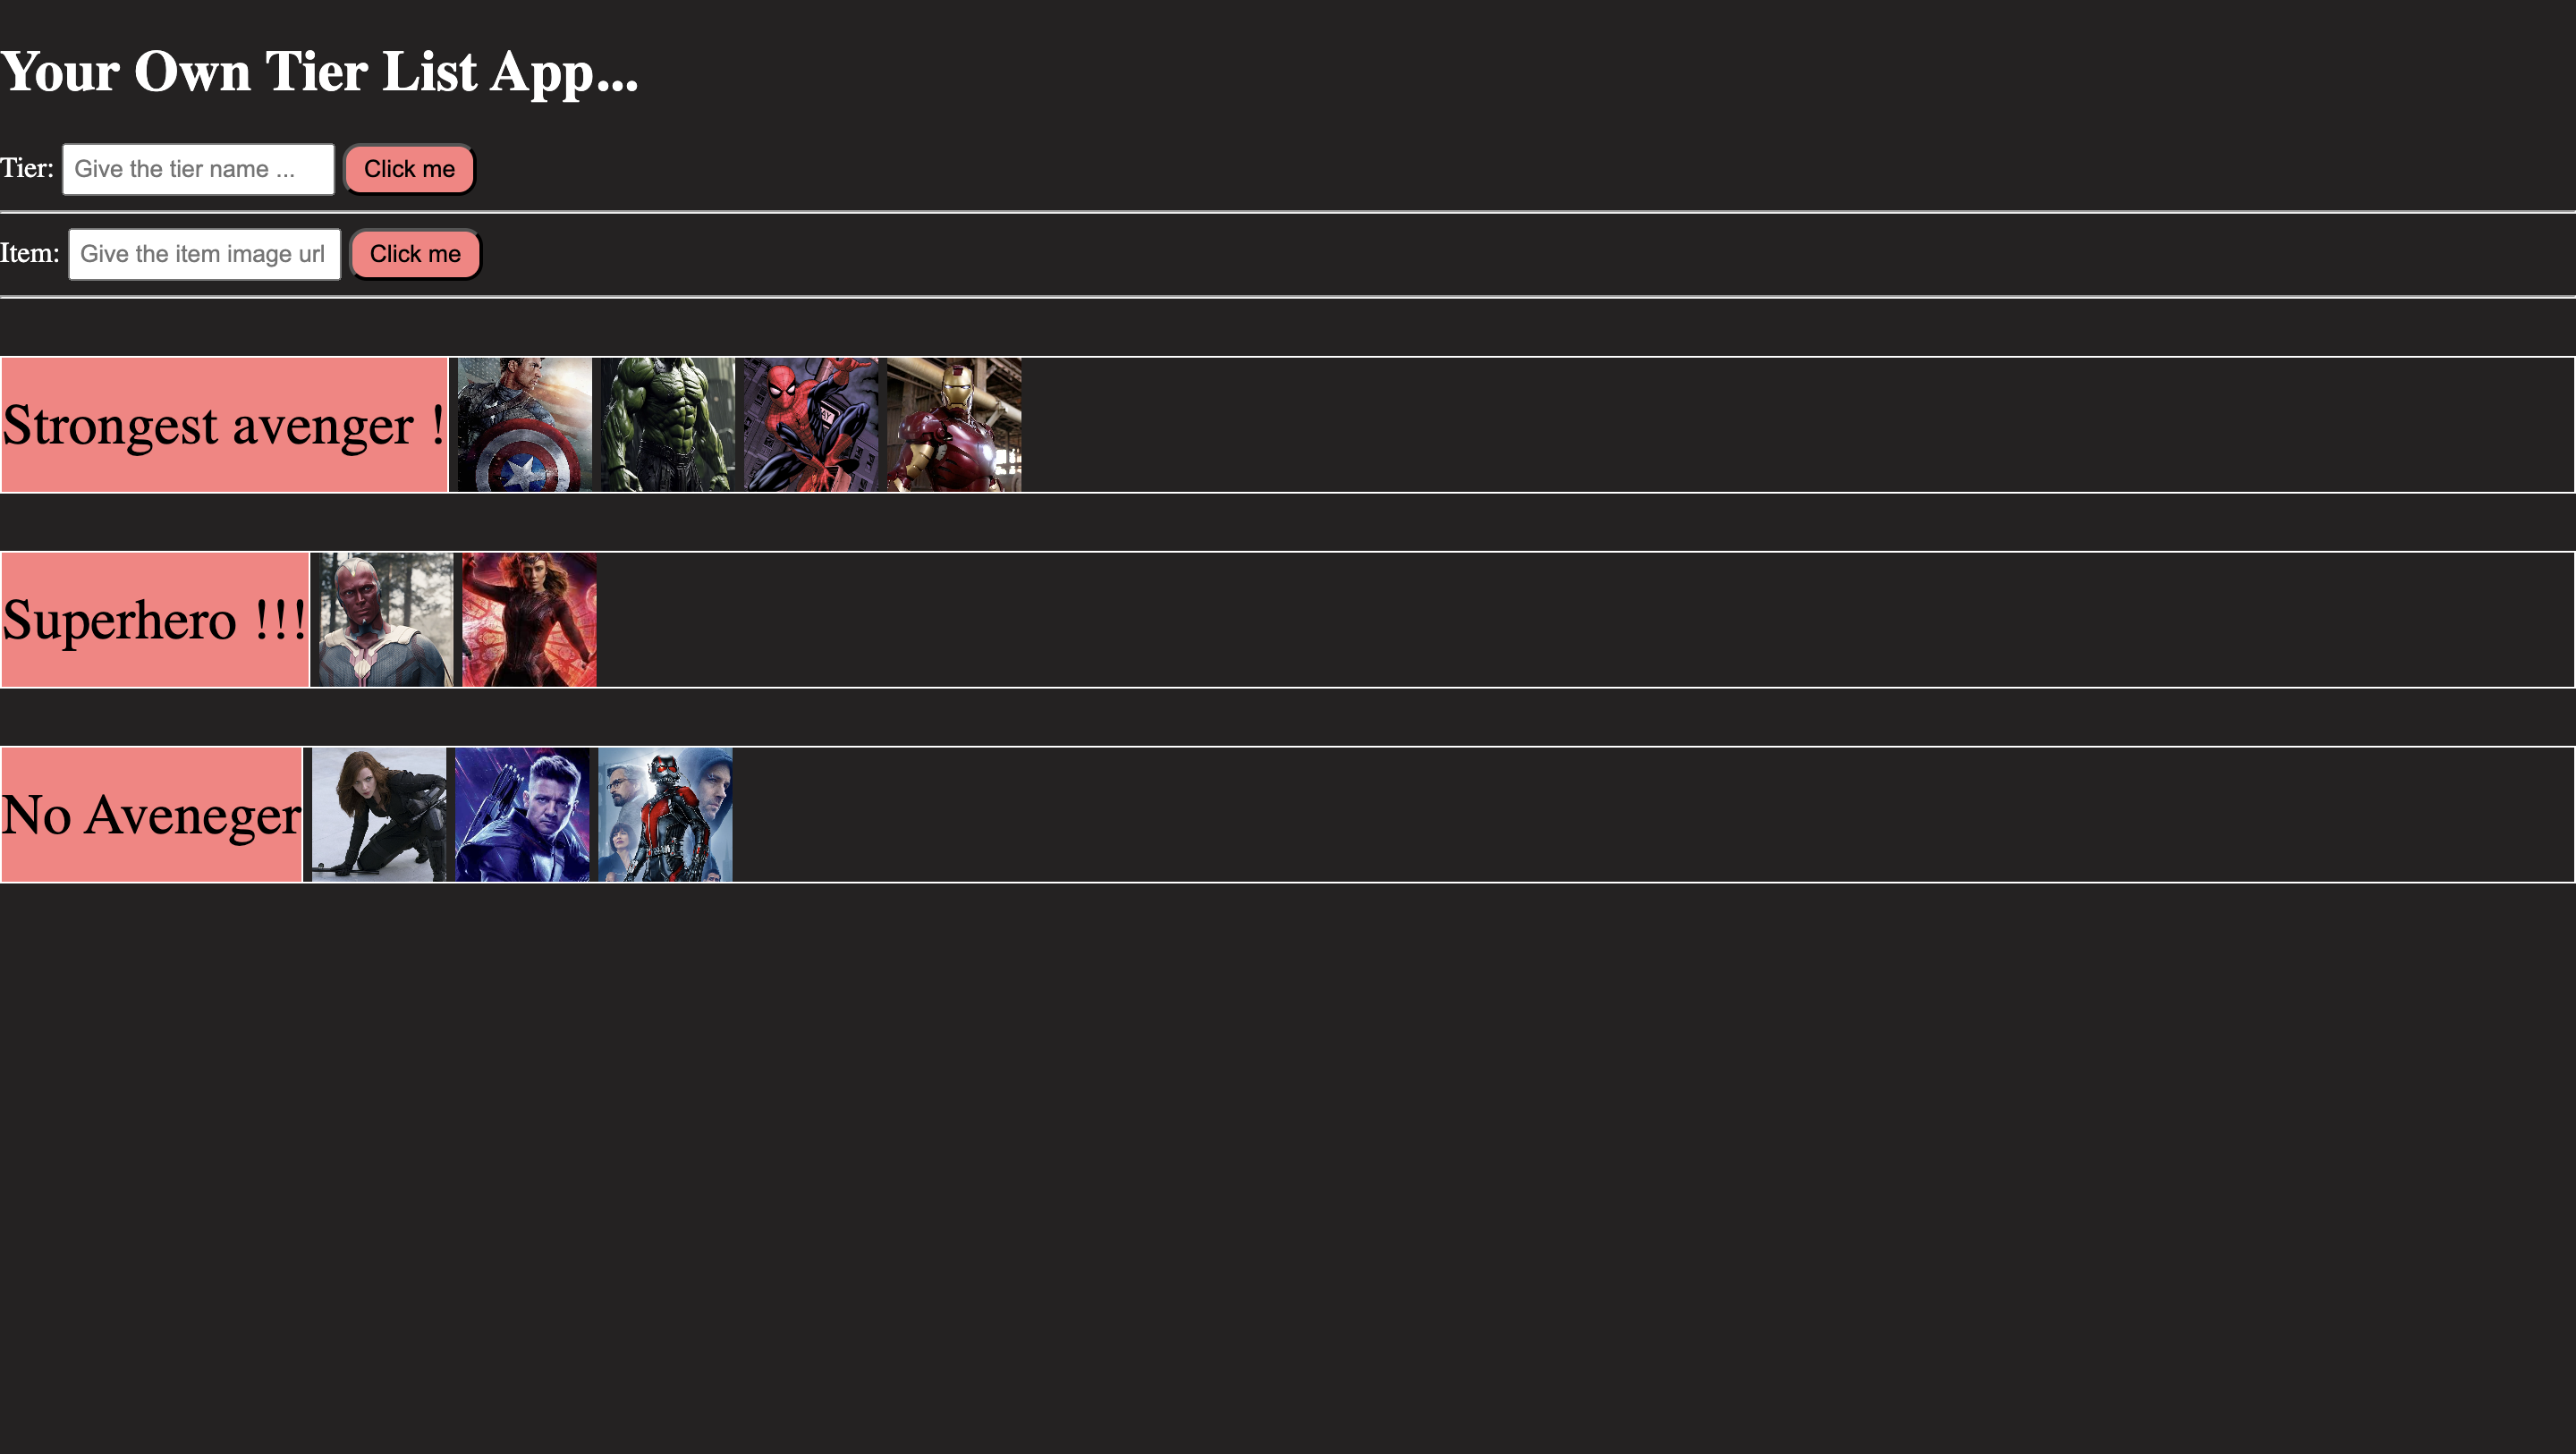 Your Own Tier List App...
Tier: Give the tier name ... Click me
Item: Give the item image url Click me
Strongest avenger !
Superhero !!!
No Aveneger